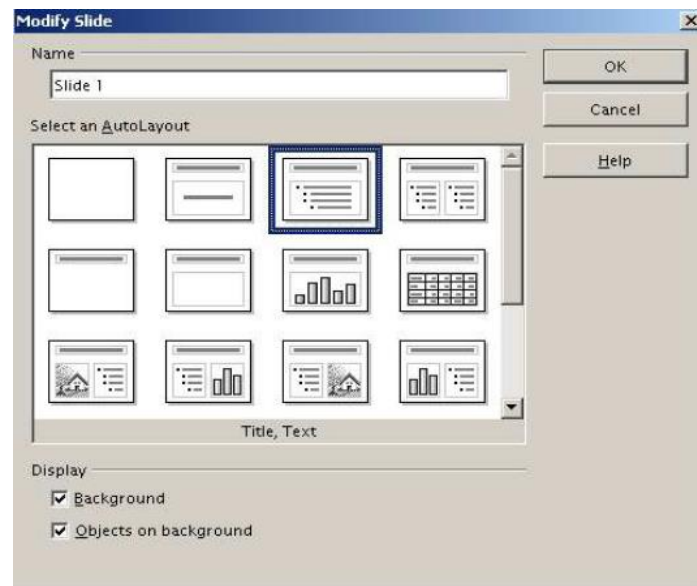 Modify Slide
Name
Slide 1
OK
Cancel
Help
Select an AutoLayout
Title, Text
Display
Background
Objects on background